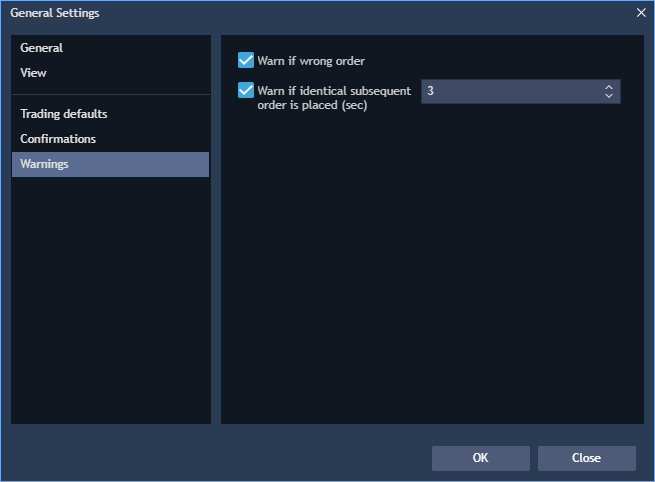 General Settings
General
View
Trading defaults
Confirmations
Warnings
Warn if wrong order
Warn if identical subsequent
order is placed (sec)
3
OK
Close